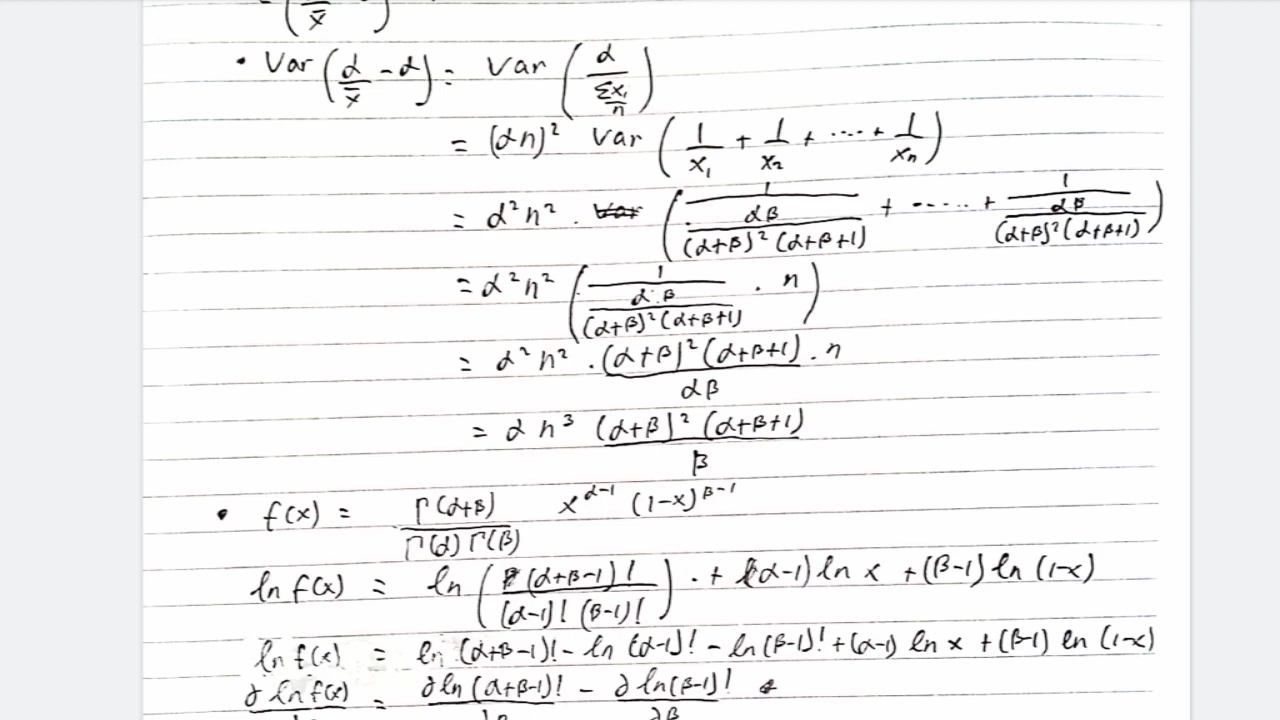 = (α/x̄ )
• Var (α/x̄ - α) = Var (α / (Σxᵢ/n))
= (αn)² Var (1/x₁ + 1/x₂ + ···· + 1/xₙ)
= α²n² . Var (1 / (αβ / (α+β)²(α+β+1)) + ····· + 1 / (αβ / (α+β)²(α+β+1)))
= α²n² (1 / (α.β / (α+β)²(α+β+1)) . n)
= α²n² . (α+β)²(α+β+1) / αβ . n
= αn³ (α+β)²(α+β+1) / β
• f(x) = Γ(α+β) / Γ(α)Γ(β) x^(α-1) (1-x)^(β-1)
ln f(x) = ln ((α+β-1)! / (α-1)! (β-1)!) . + (α-1) ln x + (β-1) ln (1-x)
ln f(x) = ln (α+β-1)! - ln (α-1)! - ln (β-1)! + (α-1) ln x + (β-1) ln (1-x)
∂ ln f(x) / = ∂ ln (α+β-1)! / - ∂ ln (β-1)! / ∂β